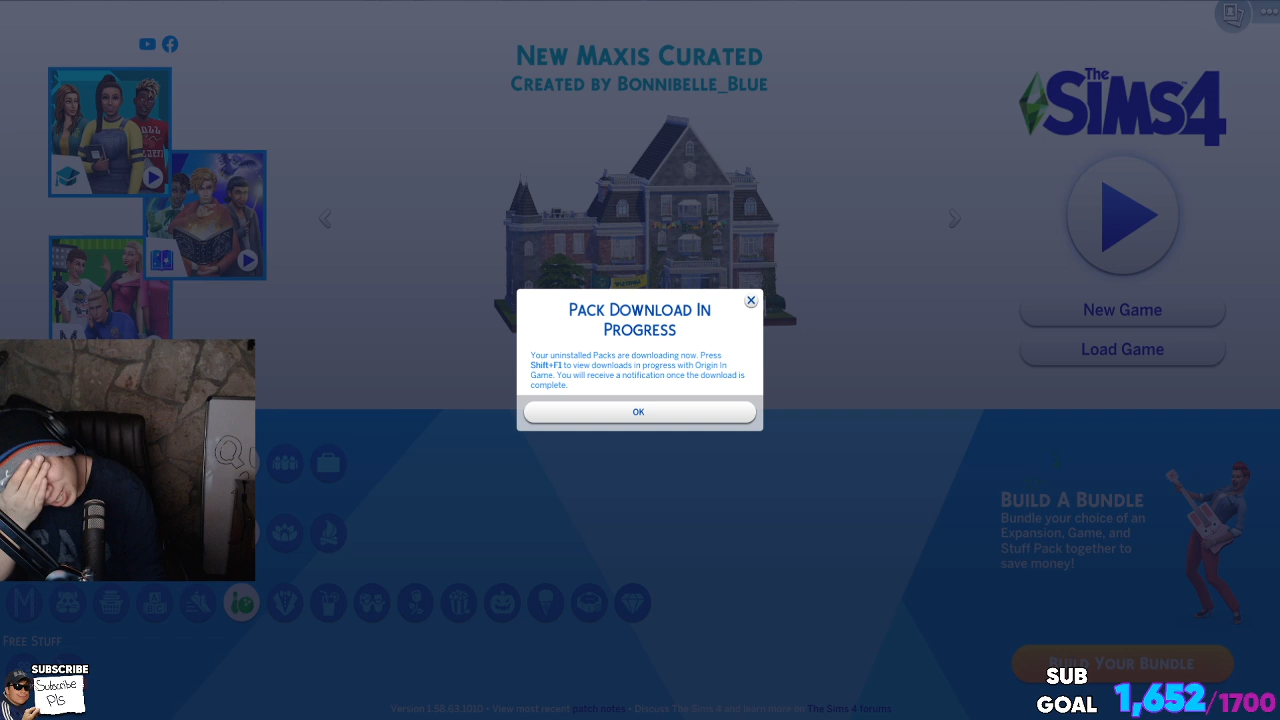 New Maxis Curated
Created by Bonnibelle_Blue
The Sims 4
New Game
Load Game
Pack Download In
Progress
Your uninstalled Packs are downloading now. Press
Shift+F1 to view downloads in progress with Origin In
Game. You will receive a notification once the download is
complete.
OK
Build A Bundle
Bundle your choice of an
Expansion, Game, and
Stuff Pack together to
save money!
Build Your Bundle
Free Stuff
SUBSCRIBE
Subscribe
Pls
SUB
GOAL
1,652/1700
Version 1.98.63.1010 • View most recent patch notes • Discuss The Sims 4 and learn more on The Sims 4 forums